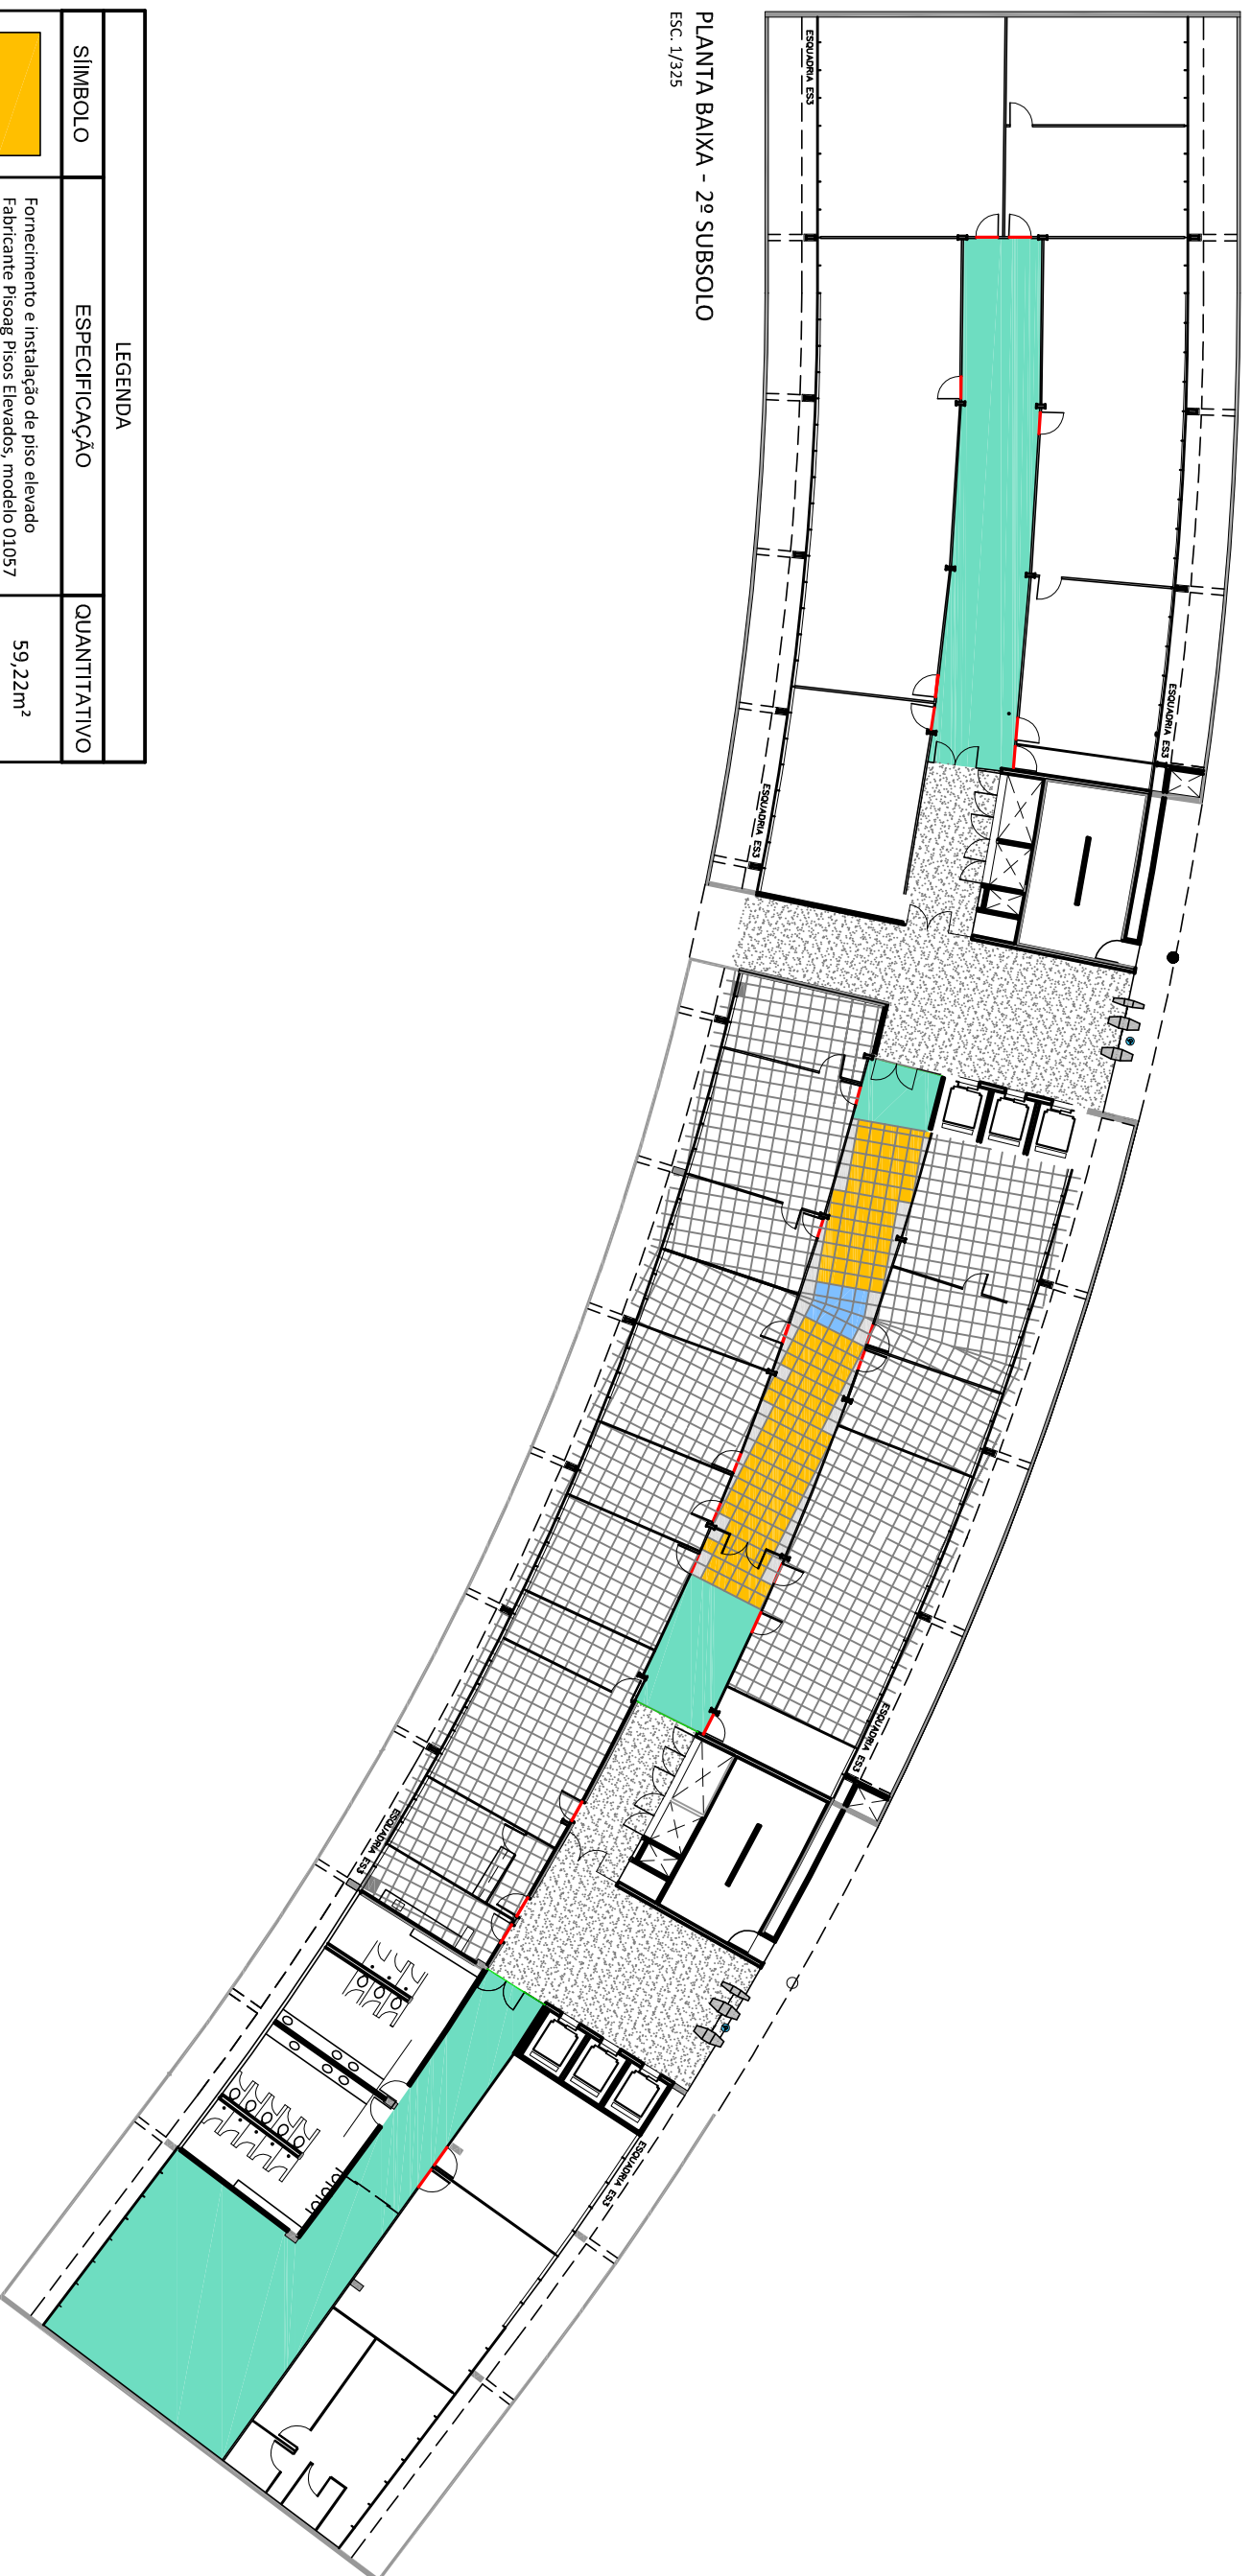 PLANTA BAIXA - 2º SUBSOLO
ESC. 1/325
ESQUADRIA ES3
ESQUADRIA ES3
ESQUADRIA ES3
ESQUADRIA ES3
ESQUADRIA ES3
ESQUADRIA ES3
LEGENDA
SÍIMBOLO
ESPECIFICAÇÃO
QUANTITATIVO
Fornecimento e instalação de piso elevado
Fabricante Pisoag Pisos Elevados, modelo 01057
59,22m²